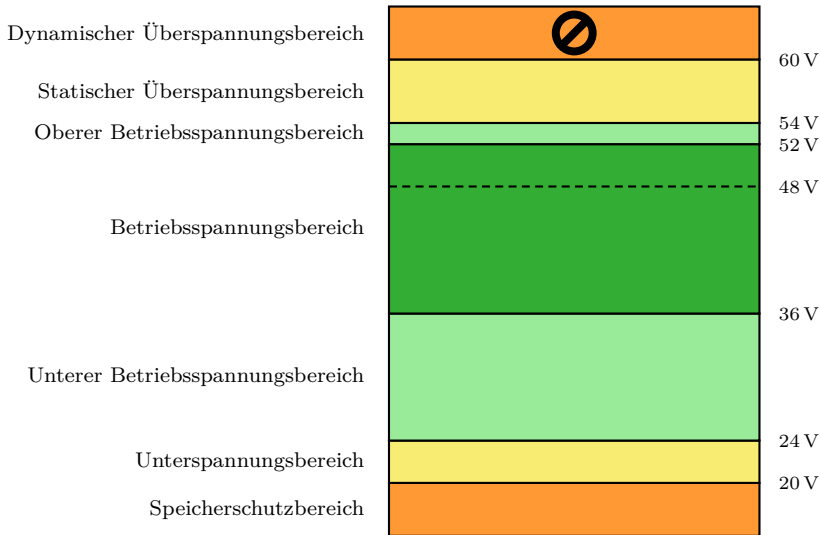 Dynamischer Überspannungsbereich
60 V
Statischer Überspannungsbereich
54 V
Oberer Betriebsspannungsbereich
52 V
48 V
Betriebsspannungsbereich
36 V
Unterer Betriebsspannungsbereich
24 V
Unterspannungsbereich
20 V
Speicherschutzbereich